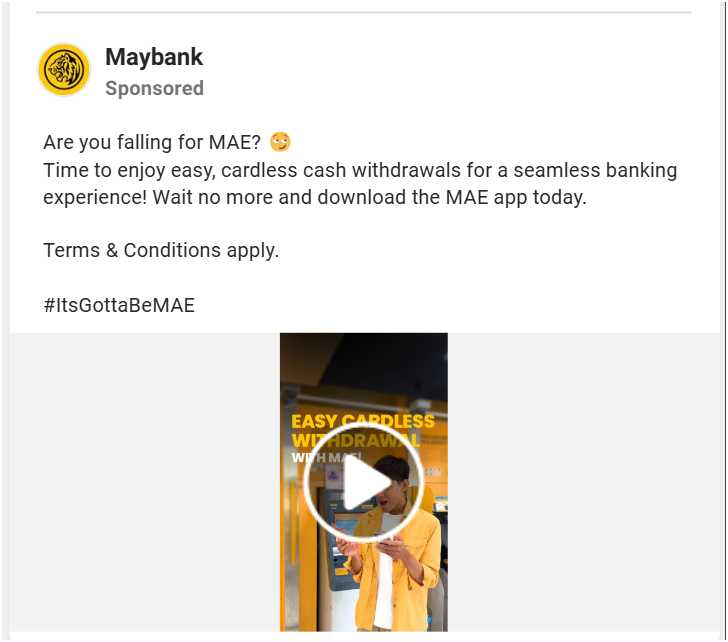 Maybank
Sponsored
Are you falling for MAE? 🙄
Time to enjoy easy, cardless cash withdrawals for a seamless banking
experience! Wait no more and download the MAE app today.
Terms & Conditions apply.
#ItsGottaBeMAE
EASY CARDLESS
WITHDRAWAL
WITH MAE!